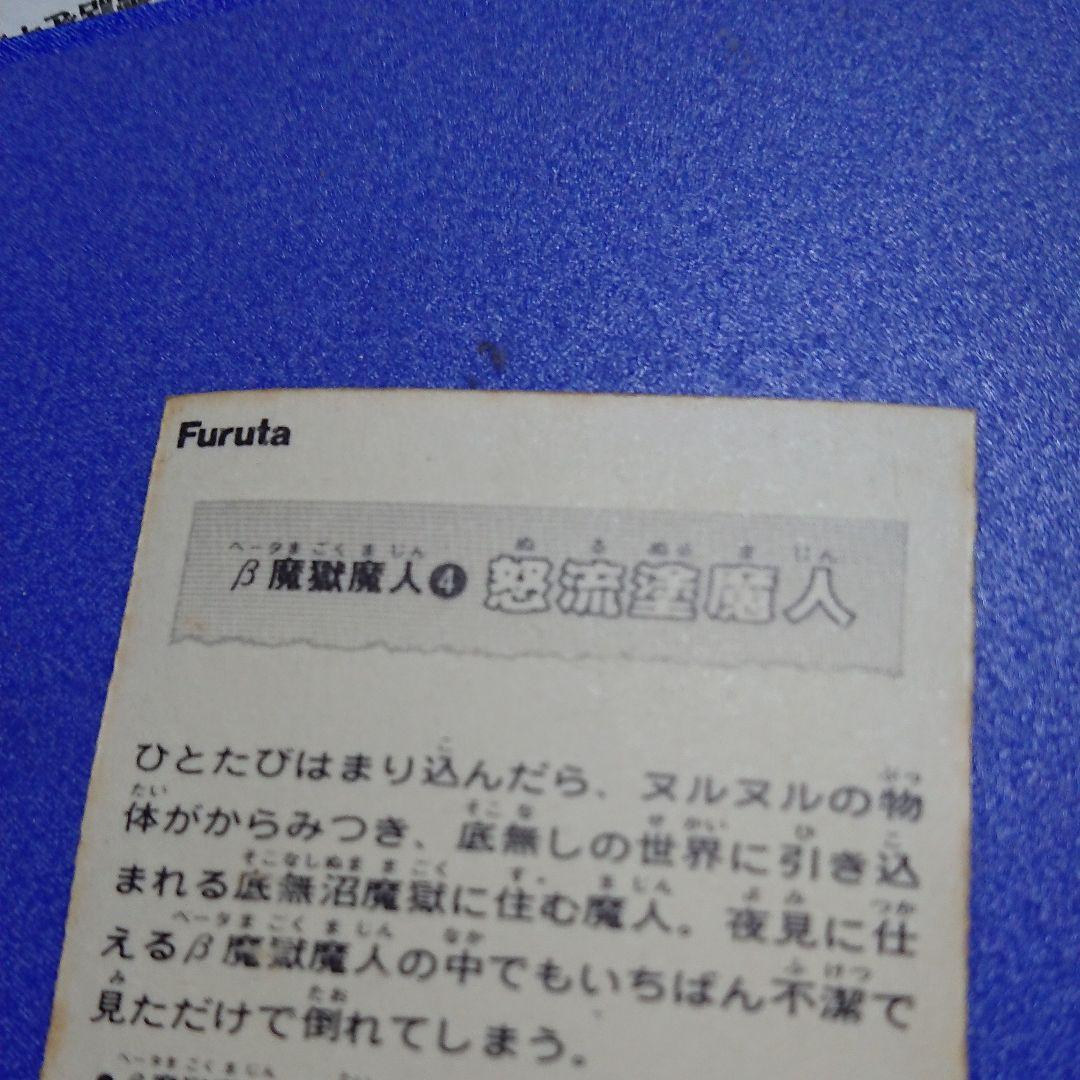 Furuta
β魔獄魔人❹ 怒流塗魔人
ひとたびはまり込んだら、ヌルヌルの物
体がからみつき、底無しの世界に引き込
まれる底無沼魔獄に住む魔人。夜見に仕
えるβ魔獄魔人の中でもいちばん不潔で
見ただけで倒れてしまう。